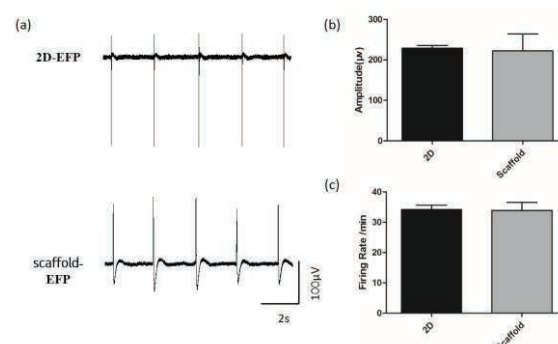 (a)
2D-EFP
scaffold-
EFP
100μV
2s
(b)
Amplitude(μv)
300
200
100
0
2D
Scaffold
(c)
Firing Rate /min
40
30
20
10
0
2D
Scaffold